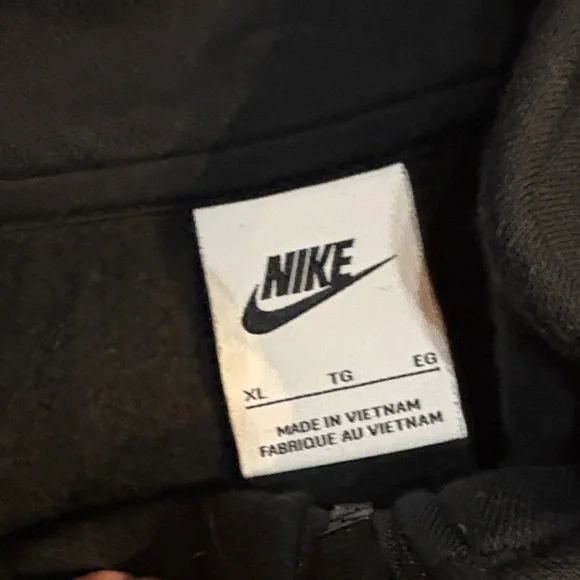 NIKE
XL TG EG
MADE IN VIETNAM
FABRIQUE AU VIETNAM